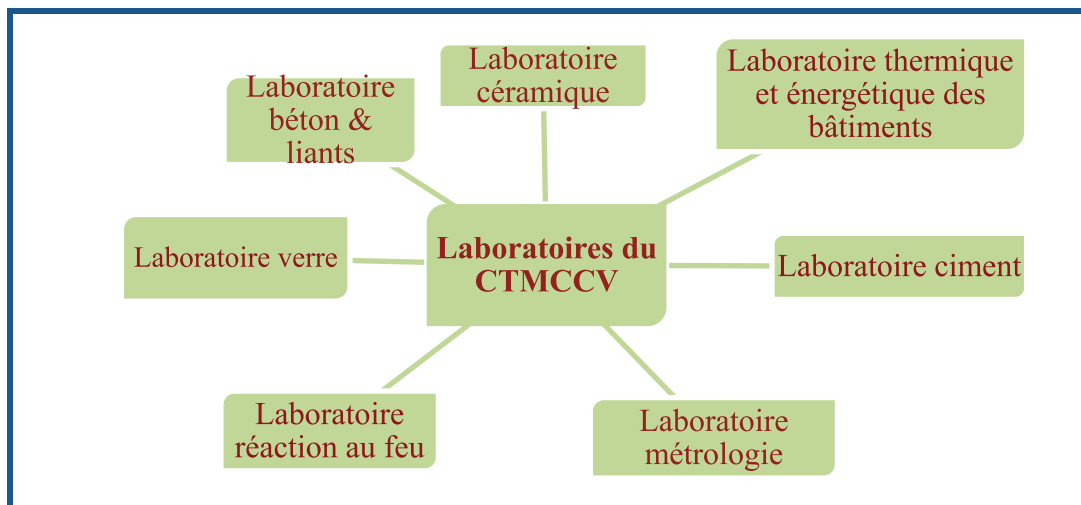 Laboratoire
céramique
Laboratoire thermique
et énergétique des
bâtiments
Laboratoire
béton &
liants
Laboratoires du
CTMCCV
Laboratoire verre
Laboratoire ciment
Laboratoire
réaction au feu
Laboratoire
métrologie